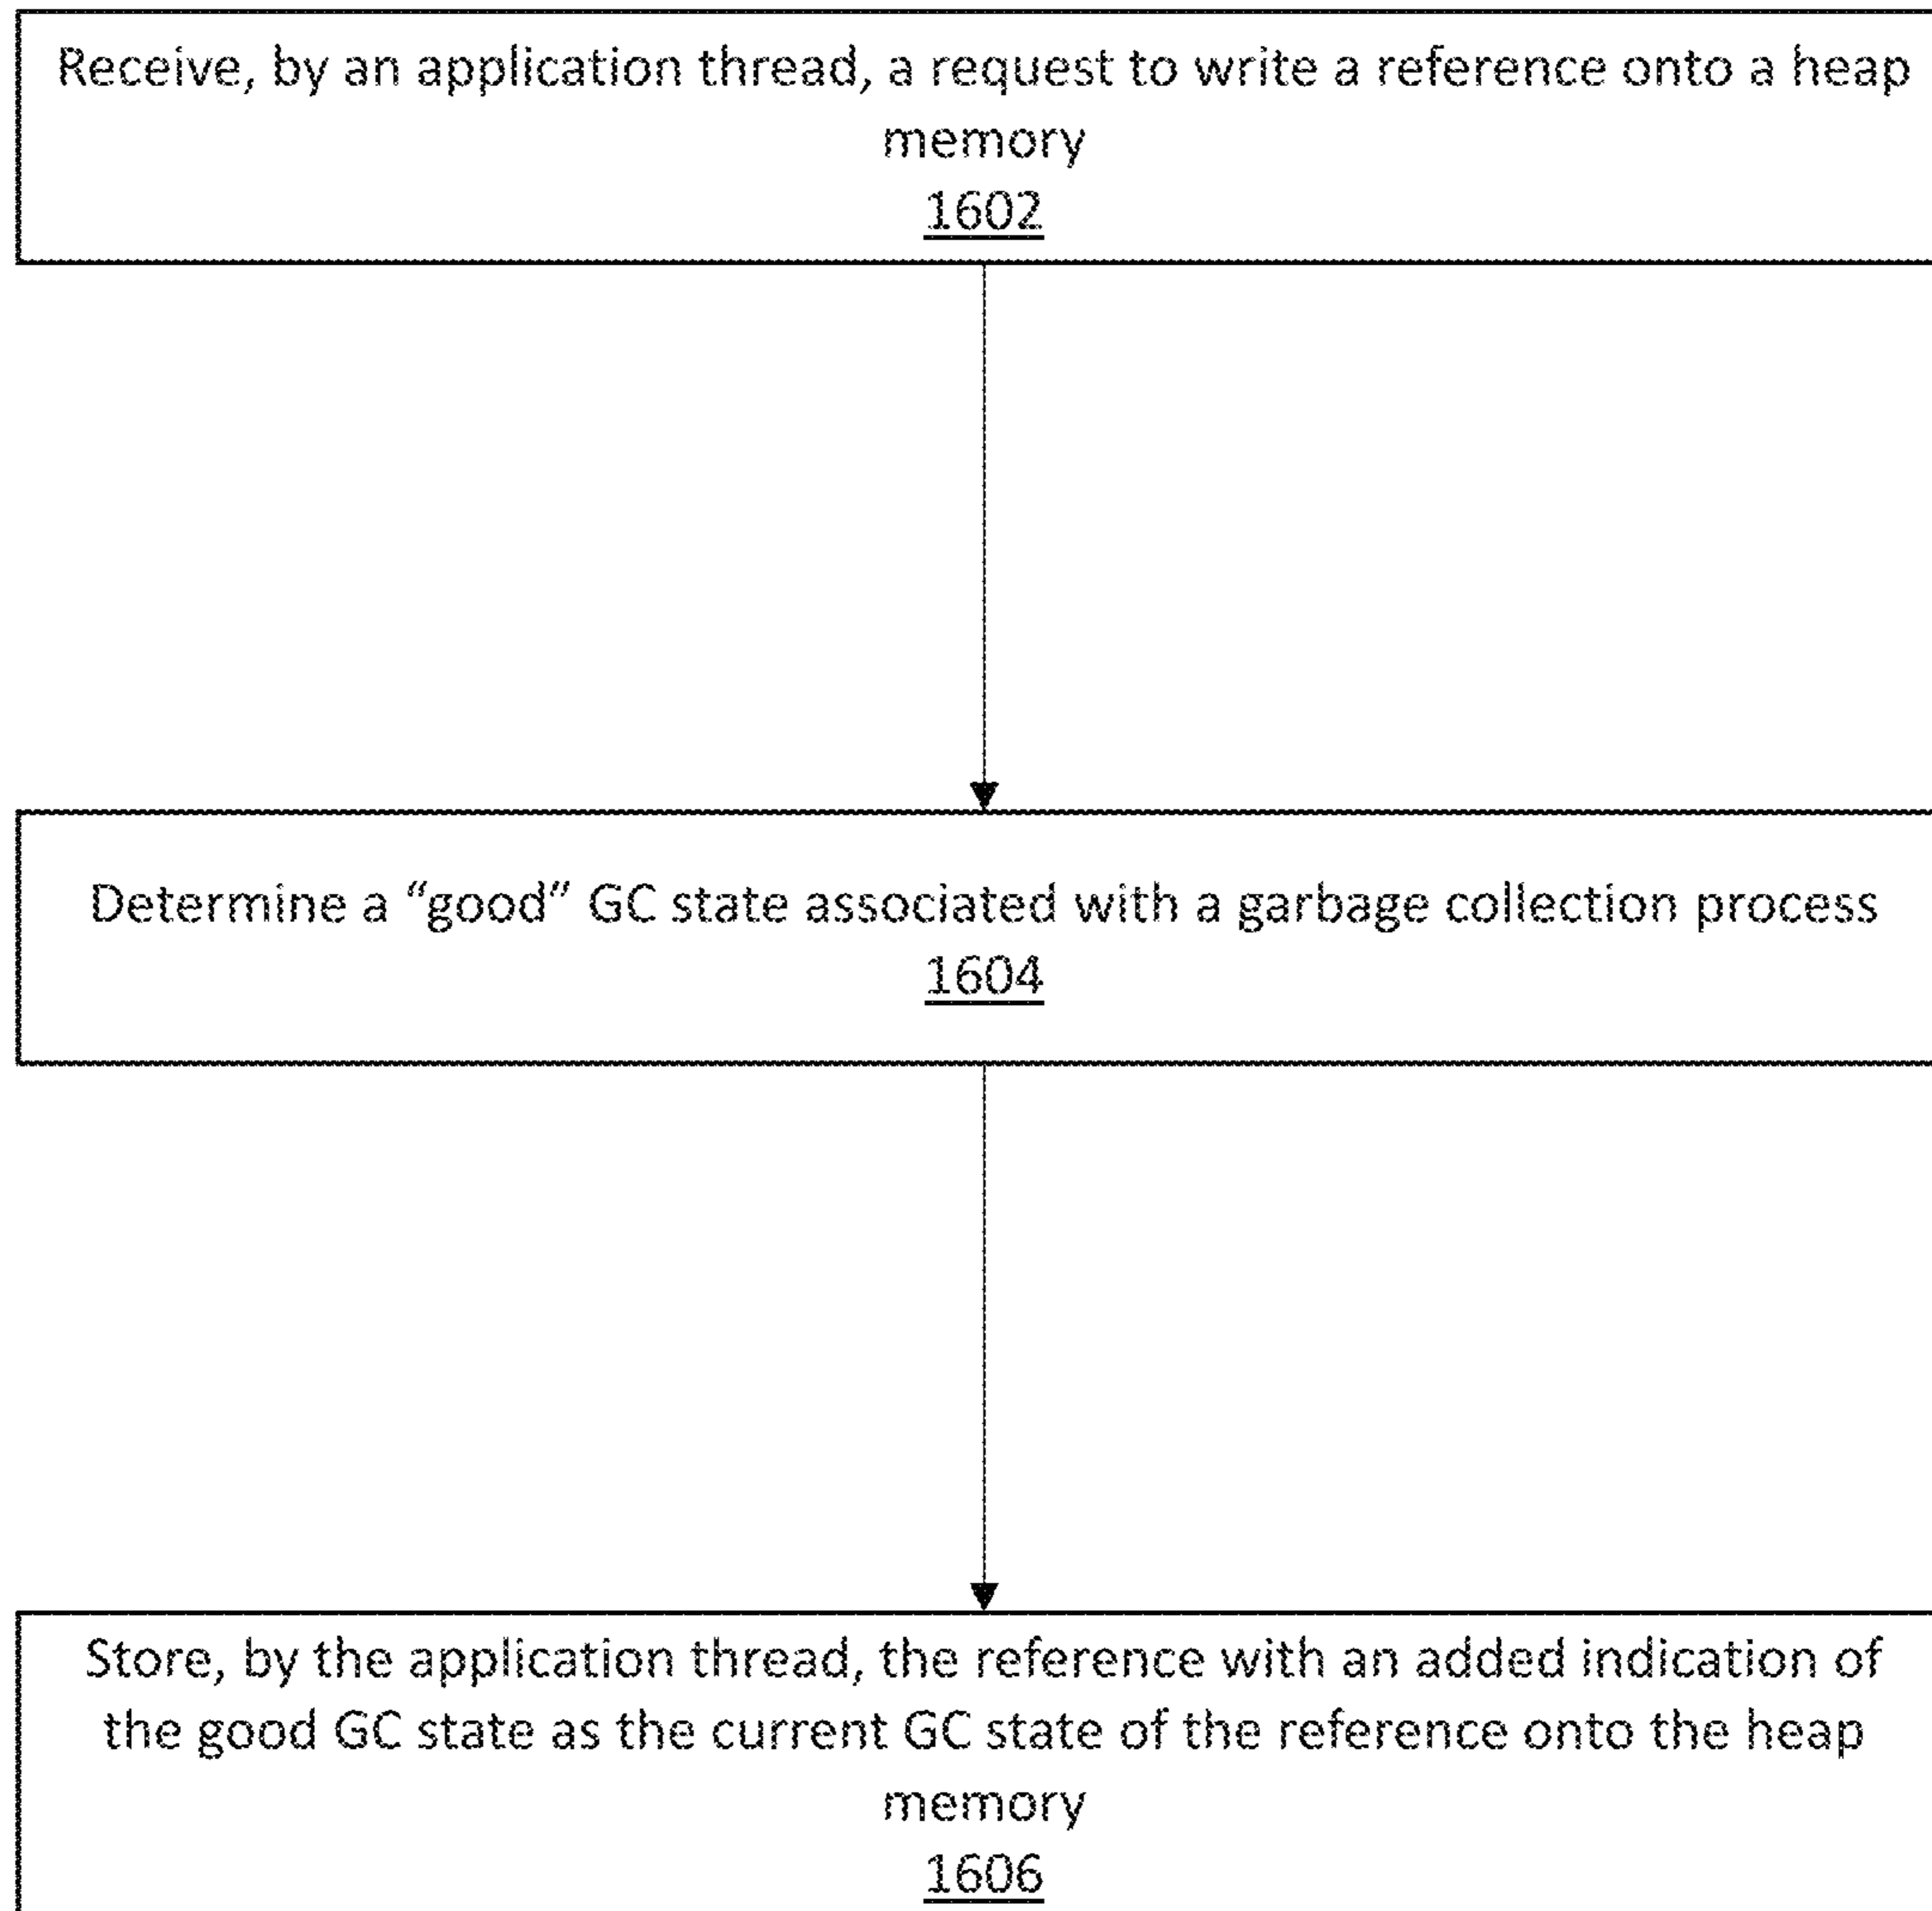 Receive, by an application thread, a request to write a reference onto a heap
memory
1602
Determine a “good” GC state associated with a garbage collection process
1604
Store, by the application thread, the reference with an added indication of
the good GC state as the current GC state of the reference onto the heap
memory
1606